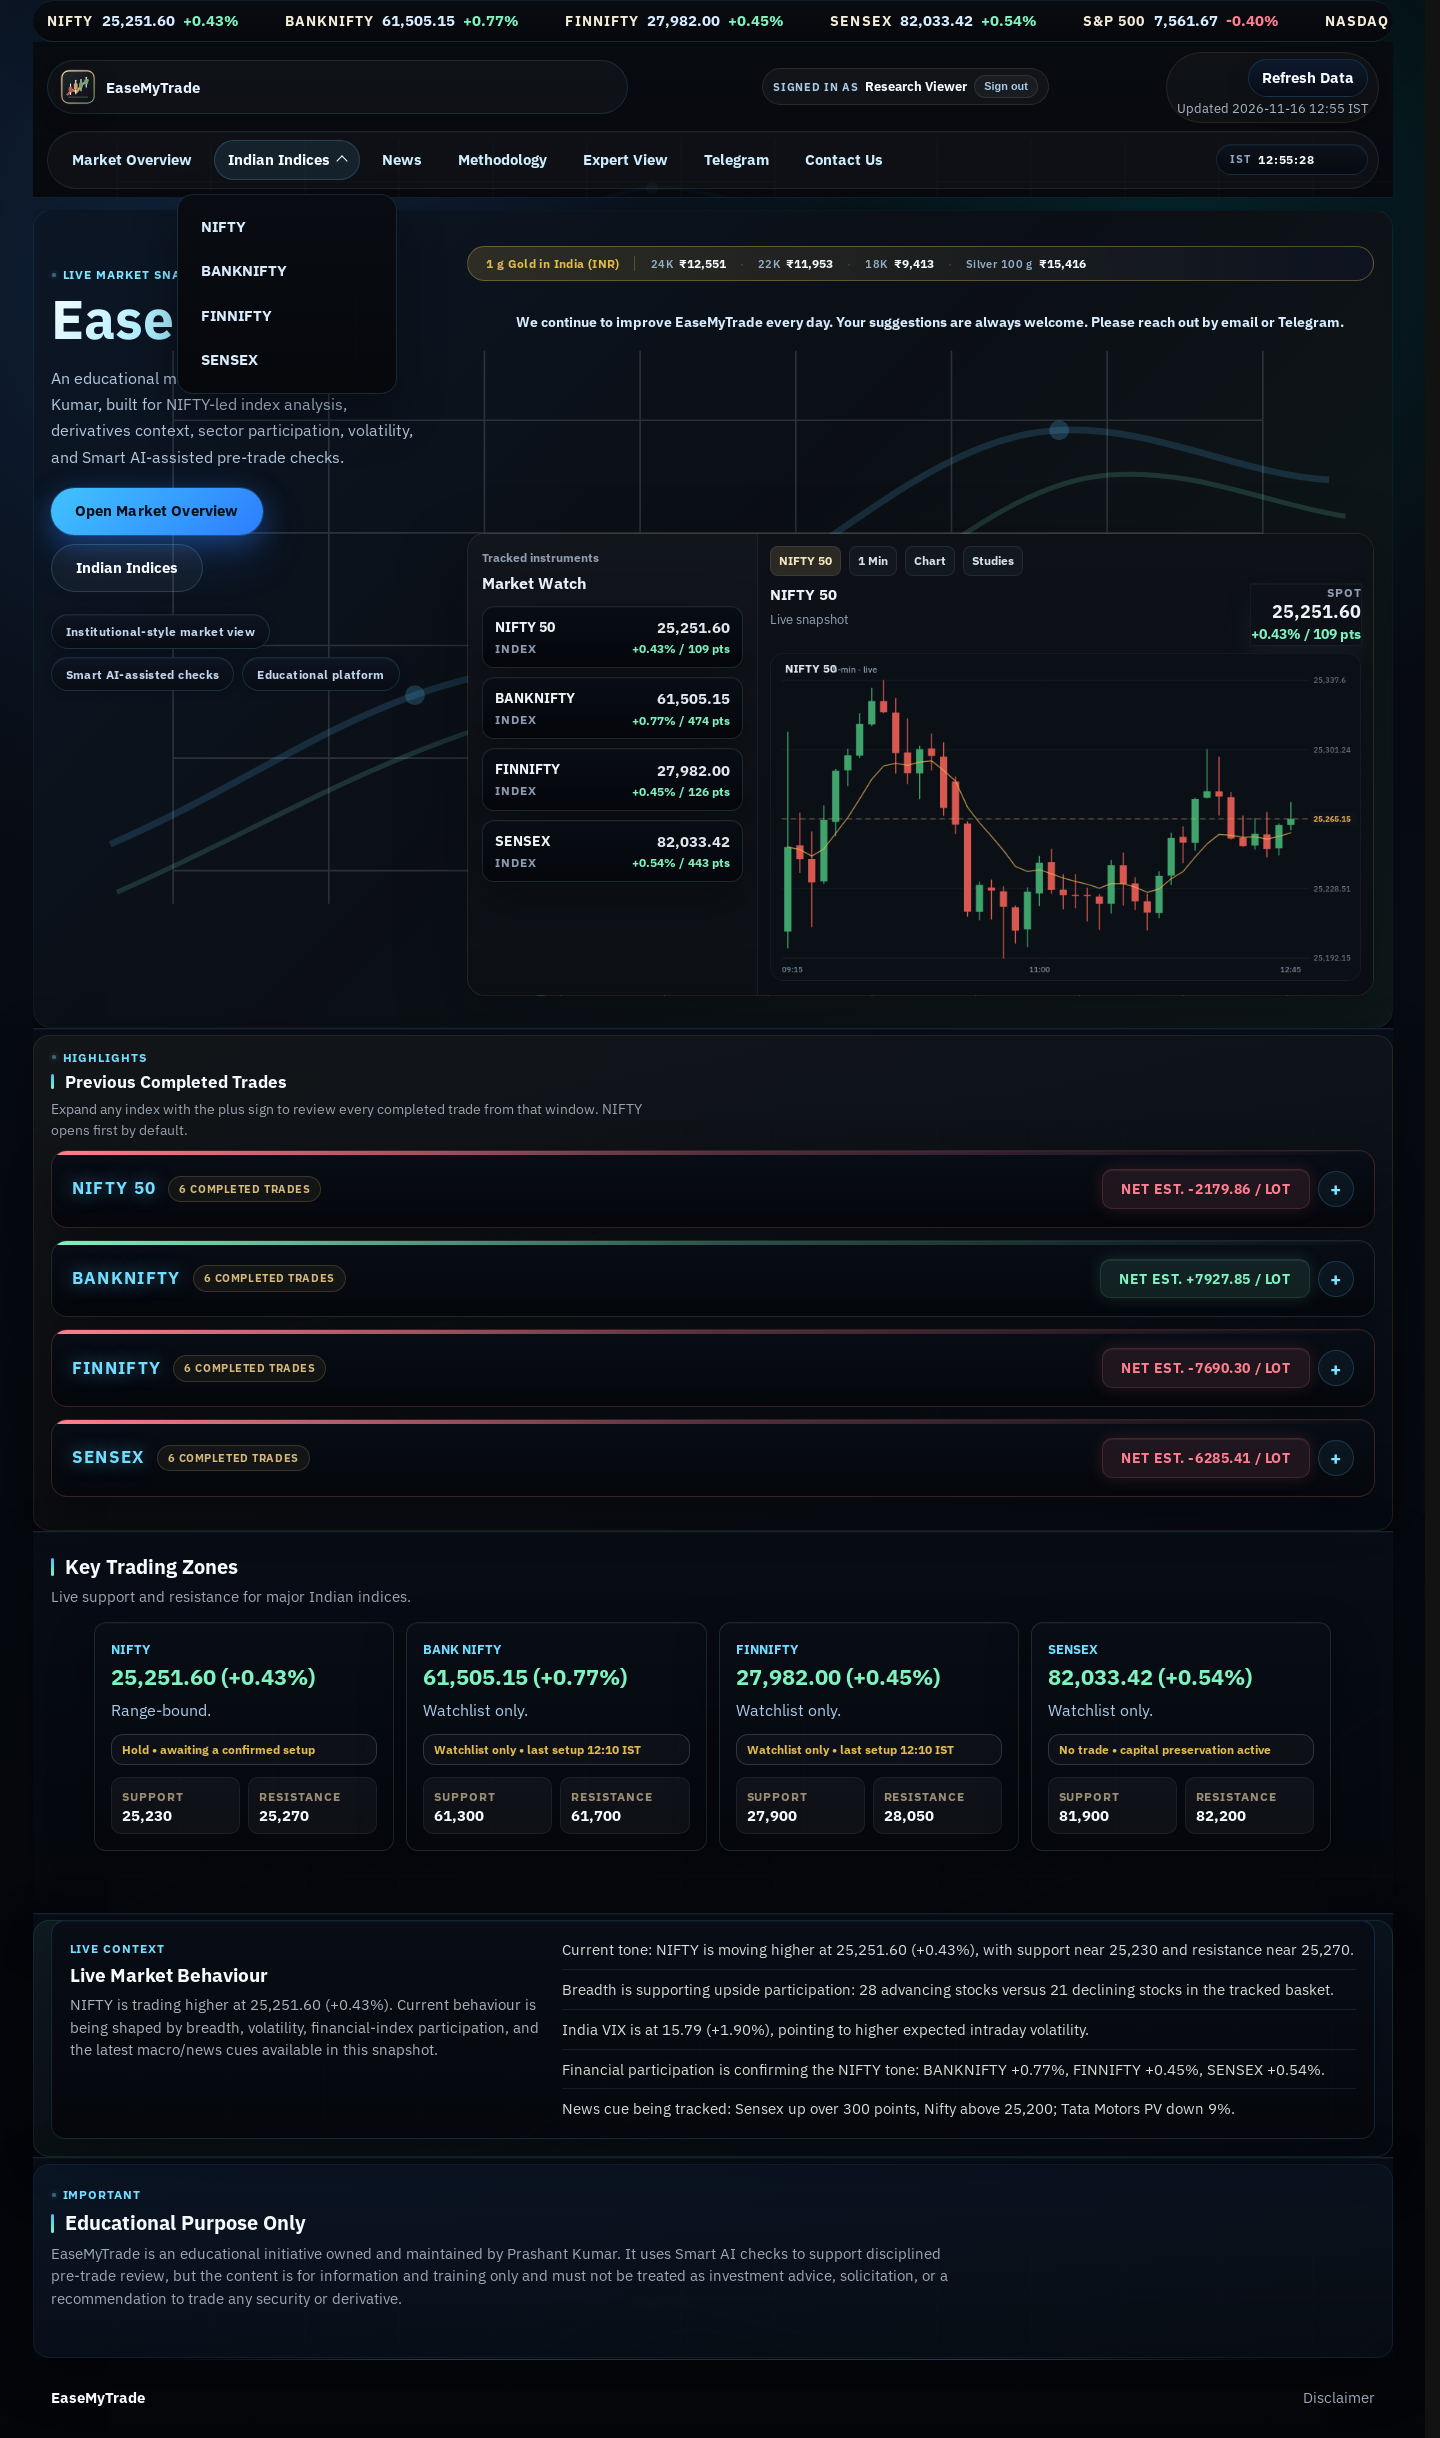 NIFTY 25,251.60 +0.43% BANKNIFTY 61,505.15 +0.77% FINNIFTY 27,982.00 +0.45% SENSEX 82,033.42 +0.54% S&P 500 7,561.67 -0.40% NASDAQ
EaseMyTrade
SIGNED IN AS Research Viewer Sign out
Refresh Data
Updated 2026-11-16 12:55 IST
Market Overview Indian Indices News Methodology Expert View Telegram Contact Us IST 12:55:28
NIFTY
BANKNIFTY
FINNIFTY
SENSEX
LIVE MARKET SNA
Ease
An educational m
Kumar, built for NIFTY-led index analysis,
derivatives context, sector participation, volatility,
and Smart AI-assisted pre-trade checks.
Open Market Overview
Indian Indices
Institutional-style market view
Smart AI-assisted checks Educational platform
1 g Gold in India (INR) 24K ₹12,551 · 22K ₹11,953 · 18K ₹9,413 · Silver 100 g ₹15,416
We continue to improve EaseMyTrade every day. Your suggestions are always welcome. Please reach out by email or Telegram.
Tracked instruments
Market Watch
NIFTY 50 25,251.60
INDEX +0.43% / 109 pts
BANKNIFTY 61,505.15
INDEX +0.77% / 474 pts
FINNIFTY 27,982.00
INDEX +0.45% / 126 pts
SENSEX 82,033.42
INDEX +0.54% / 443 pts
NIFTY 50 1 Min Chart Studies
NIFTY 50
Live snapshot
SPOT
25,251.60
+0.43% / 109 pts
NIFTY 50 -min · live
25,337.6
25,301.24
25,265.15
25,228.51
25,192.15
09:15 11:00 12:45
HIGHLIGHTS
Previous Completed Trades
Expand any index with the plus sign to review every completed trade from that window. NIFTY
opens first by default.
NIFTY 50 6 COMPLETED TRADES NET EST. -2179.86 / LOT +
BANKNIFTY 6 COMPLETED TRADES NET EST. +7927.85 / LOT +
FINNIFTY 6 COMPLETED TRADES NET EST. -7690.30 / LOT +
SENSEX 6 COMPLETED TRADES NET EST. -6285.41 / LOT +
Key Trading Zones
Live support and resistance for major Indian indices.
NIFTY
25,251.60 (+0.43%)
Range-bound.
Hold • awaiting a confirmed setup
SUPPORT RESISTANCE
25,230 25,270
BANK NIFTY
61,505.15 (+0.77%)
Watchlist only.
Watchlist only • last setup 12:10 IST
SUPPORT RESISTANCE
61,300 61,700
FINNIFTY
27,982.00 (+0.45%)
Watchlist only.
Watchlist only • last setup 12:10 IST
SUPPORT RESISTANCE
27,900 28,050
SENSEX
82,033.42 (+0.54%)
Watchlist only.
No trade • capital preservation active
SUPPORT RESISTANCE
81,900 82,200
LIVE CONTEXT
Live Market Behaviour
NIFTY is trading higher at 25,251.60 (+0.43%). Current behaviour is
being shaped by breadth, volatility, financial-index participation, and
the latest macro/news cues available in this snapshot.
Current tone: NIFTY is moving higher at 25,251.60 (+0.43%), with support near 25,230 and resistance near 25,270.
Breadth is supporting upside participation: 28 advancing stocks versus 21 declining stocks in the tracked basket.
India VIX is at 15.79 (+1.90%), pointing to higher expected intraday volatility.
Financial participation is confirming the NIFTY tone: BANKNIFTY +0.77%, FINNIFTY +0.45%, SENSEX +0.54%.
News cue being tracked: Sensex up over 300 points, Nifty above 25,200; Tata Motors PV down 9%.
IMPORTANT
Educational Purpose Only
EaseMyTrade is an educational initiative owned and maintained by Prashant Kumar. It uses Smart AI checks to support disciplined
pre-trade review, but the content is for information and training only and must not be treated as investment advice, solicitation, or a
recommendation to trade any security or derivative.
EaseMyTrade Disclaimer